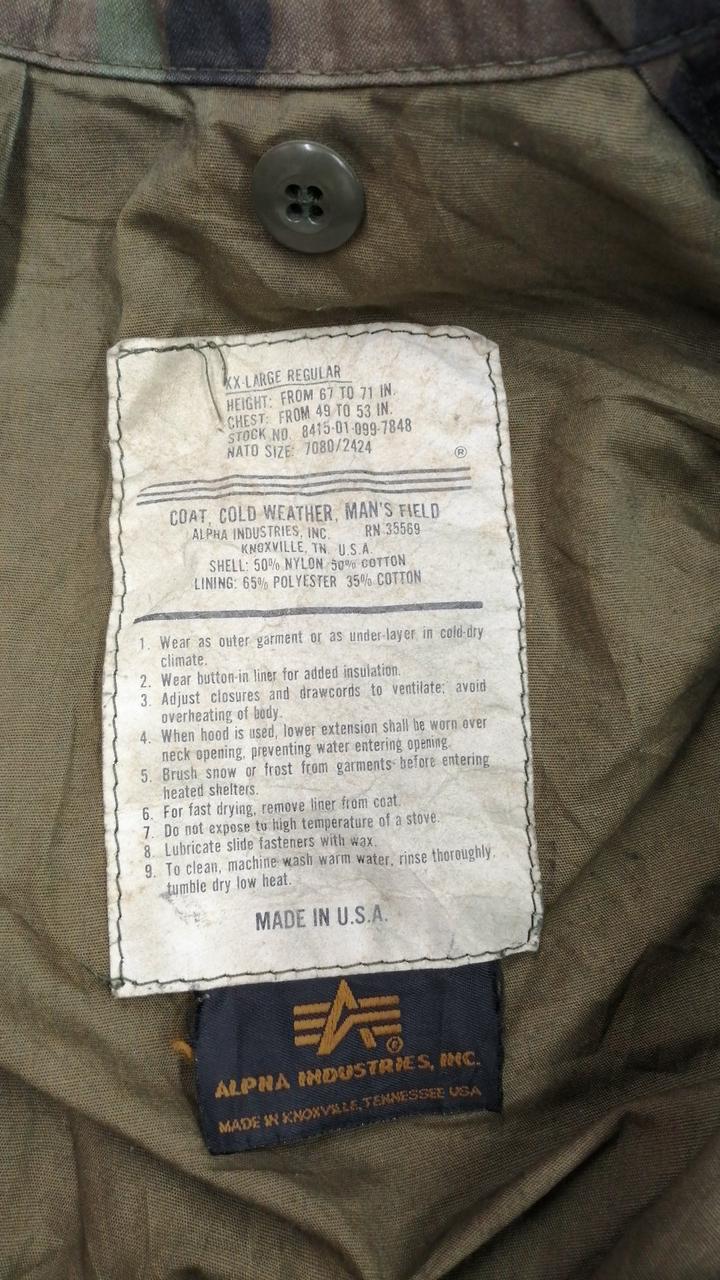 XX-LARGE REGULAR
HEIGHT: FROM 67 TO 71 IN.
CHEST: FROM 49 TO 53 IN.
STOCK NO. 8415-01-099-7848
NATO SIZE: 7080/2424
®
COAT, COLD WEATHER, MAN'S FIELD
ALPHA INDUSTRIES, INC. RN 35569
KNOXVILLE, TN. U.S.A.
SHELL: 50% NYLON 50% COTTON
LINING: 65% POLYESTER 35% COTTON
1. Wear as outer garment or as under-layer in cold-dry
climate.
2. Wear button-in liner for added insulation.
3. Adjust closures and drawcords to ventilate; avoid
overheating of body.
4. When hood is used, lower extension shall be worn over
neck opening, preventing water entering opening.
5. Brush snow or frost from garments before entering
heated shelters.
6. For fast drying, remove liner from coat.
7. Do not expose to high temperature of a stove.
8. Lubricate slide fasteners with wax.
9. To clean, machine wash warm water, rinse thoroughly,
tumble dry low heat.
MADE IN U.S.A.
®
ALPHA INDUSTRIES, INC.
MADE IN KNOXVILLE, TENNESSEE USA